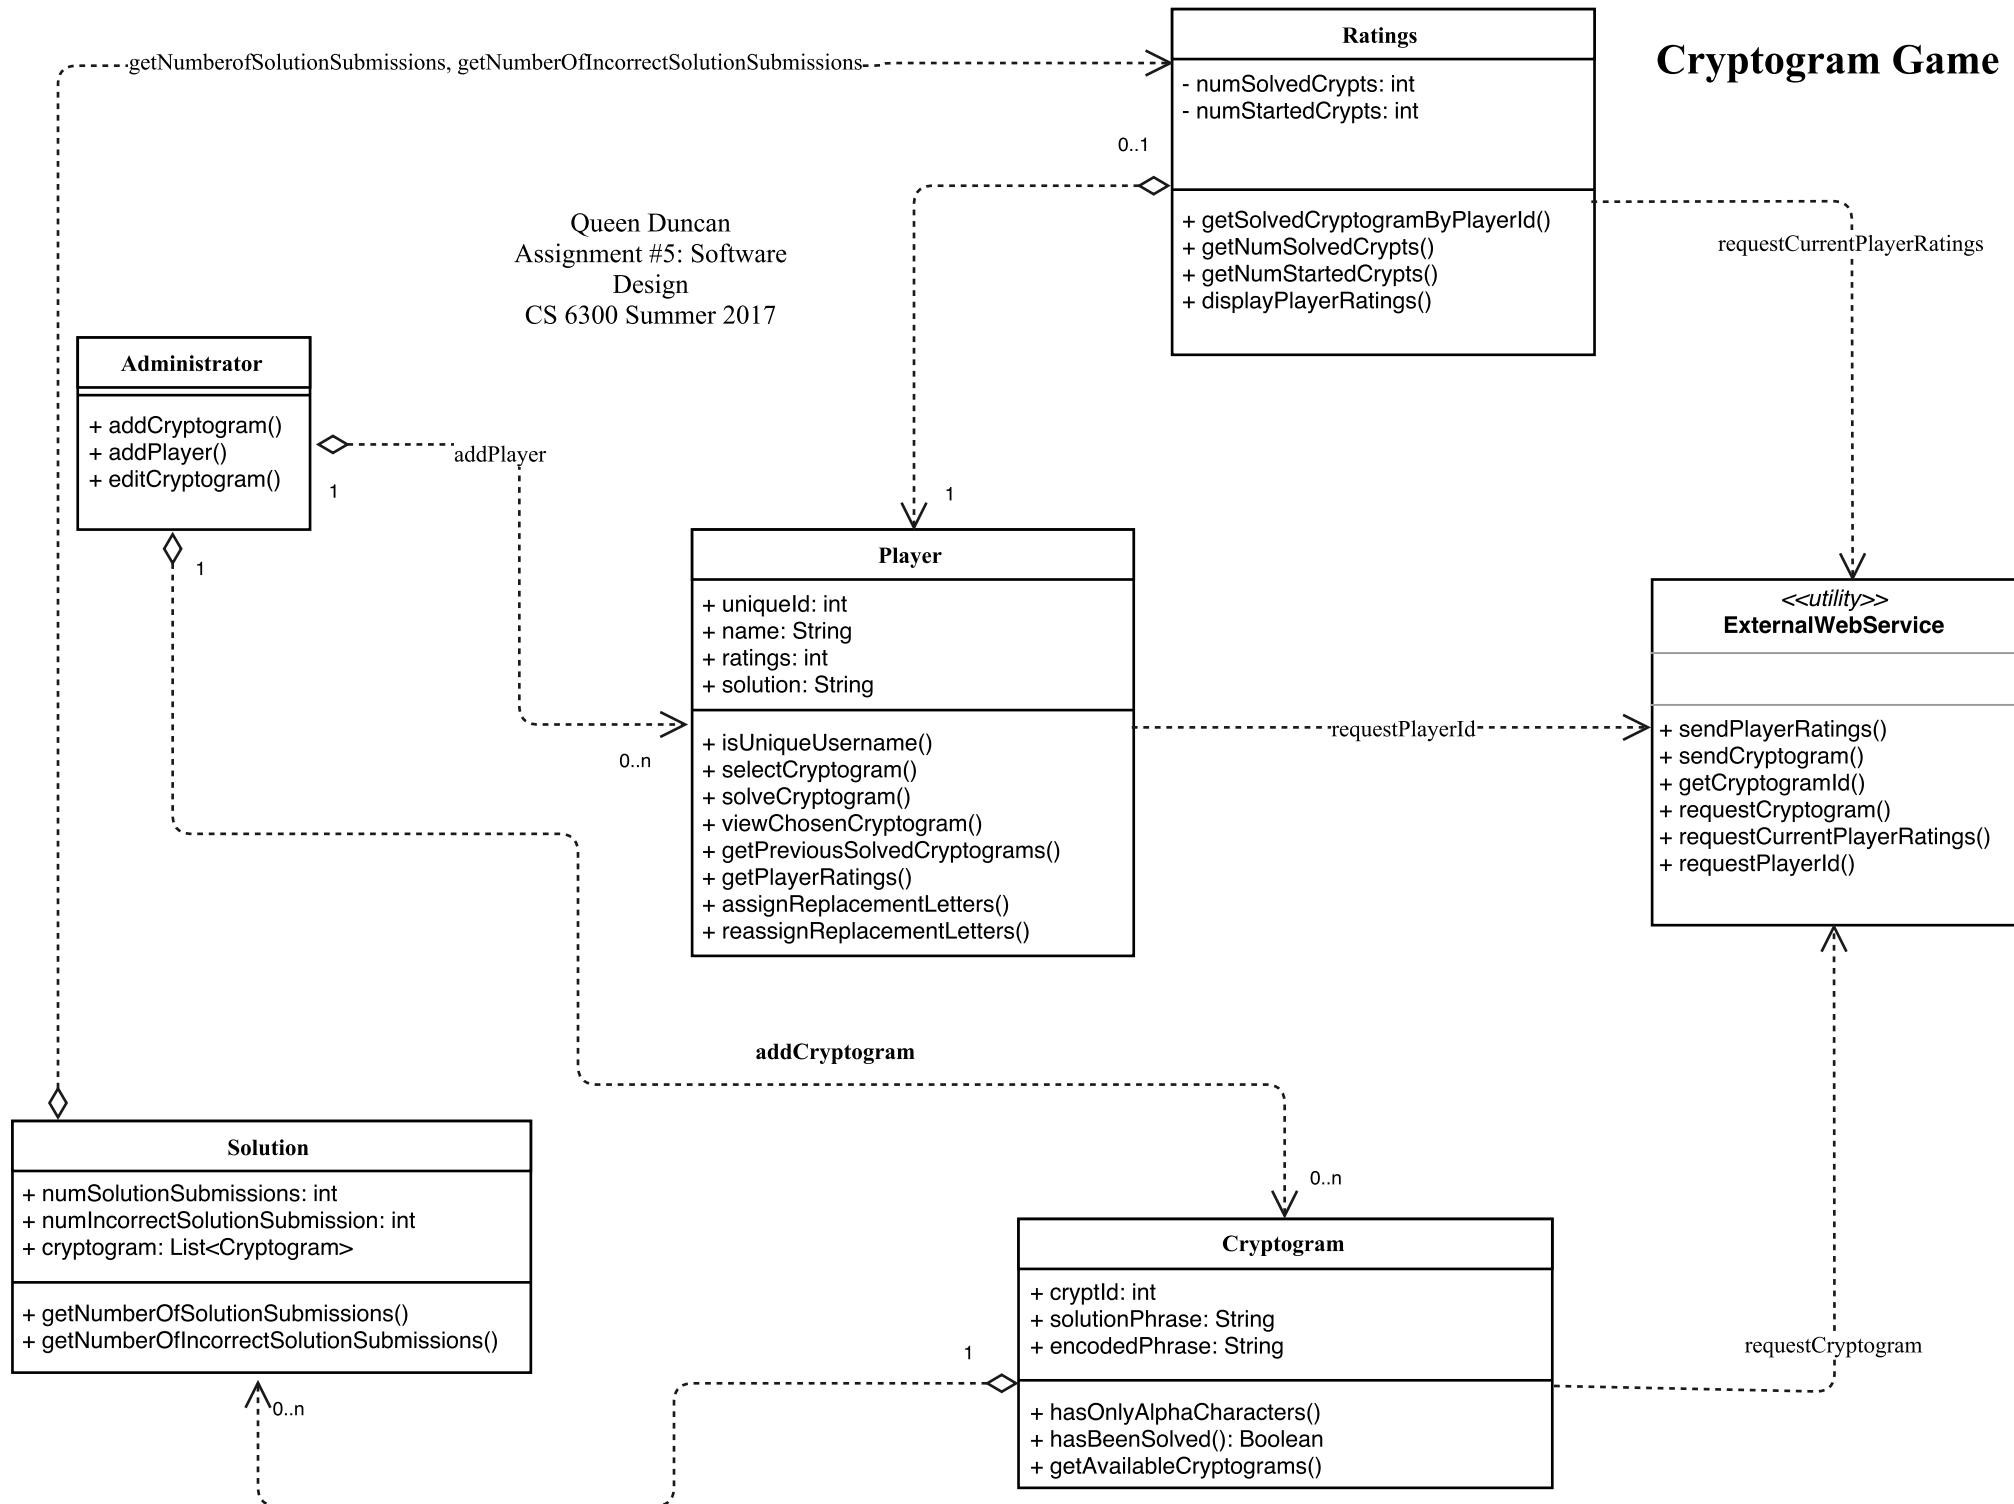 Cryptogram Game
getNumberofSolutionSubmissions, getNumberOfIncorrectSolutionSubmissions
Ratings
- numSolvedCrypts: int
- numStartedCrypts: int
+ getSolvedCryptogramByPlayerId()
+ getNumSolvedCrypts()
+ getNumStartedCrypts()
+ displayPlayerRatings()
0..1
1
requestCurrentPlayerRatings
Queen Duncan
Assignment #5: Software
Design
CS 6300 Summer 2017
Administrator
+ addCryptogram()
+ addPlayer()
+ editCryptogram()
1
addPlayer
0..n
1
Player
+ uniqueId: int
+ name: String
+ ratings: int
+ solution: String
+ isUniqueUsername()
+ selectCryptogram()
+ solveCryptogram()
+ viewChosenCryptogram()
+ getPreviousSolvedCryptograms()
+ getPlayerRatings()
+ assignReplacementLetters()
+ reassignReplacementLetters()
requestPlayerId
<<utility>>
ExternalWebService
+ sendPlayerRatings()
+ sendCryptogram()
+ getCryptogramId()
+ requestCryptogram()
+ requestCurrentPlayerRatings()
+ requestPlayerId()
addCryptogram
0..n
Solution
+ numSolutionSubmissions: int
+ numIncorrectSolutionSubmission: int
+ cryptogram: List<Cryptogram>
+ getNumberOfSolutionSubmissions()
+ getNumberOfIncorrectSolutionSubmissions()
0..n
1
Cryptogram
+ cryptId: int
+ solutionPhrase: String
+ encodedPhrase: String
+ hasOnlyAlphaCharacters()
+ hasBeenSolved(): Boolean
+ getAvailableCryptograms()
requestCryptogram